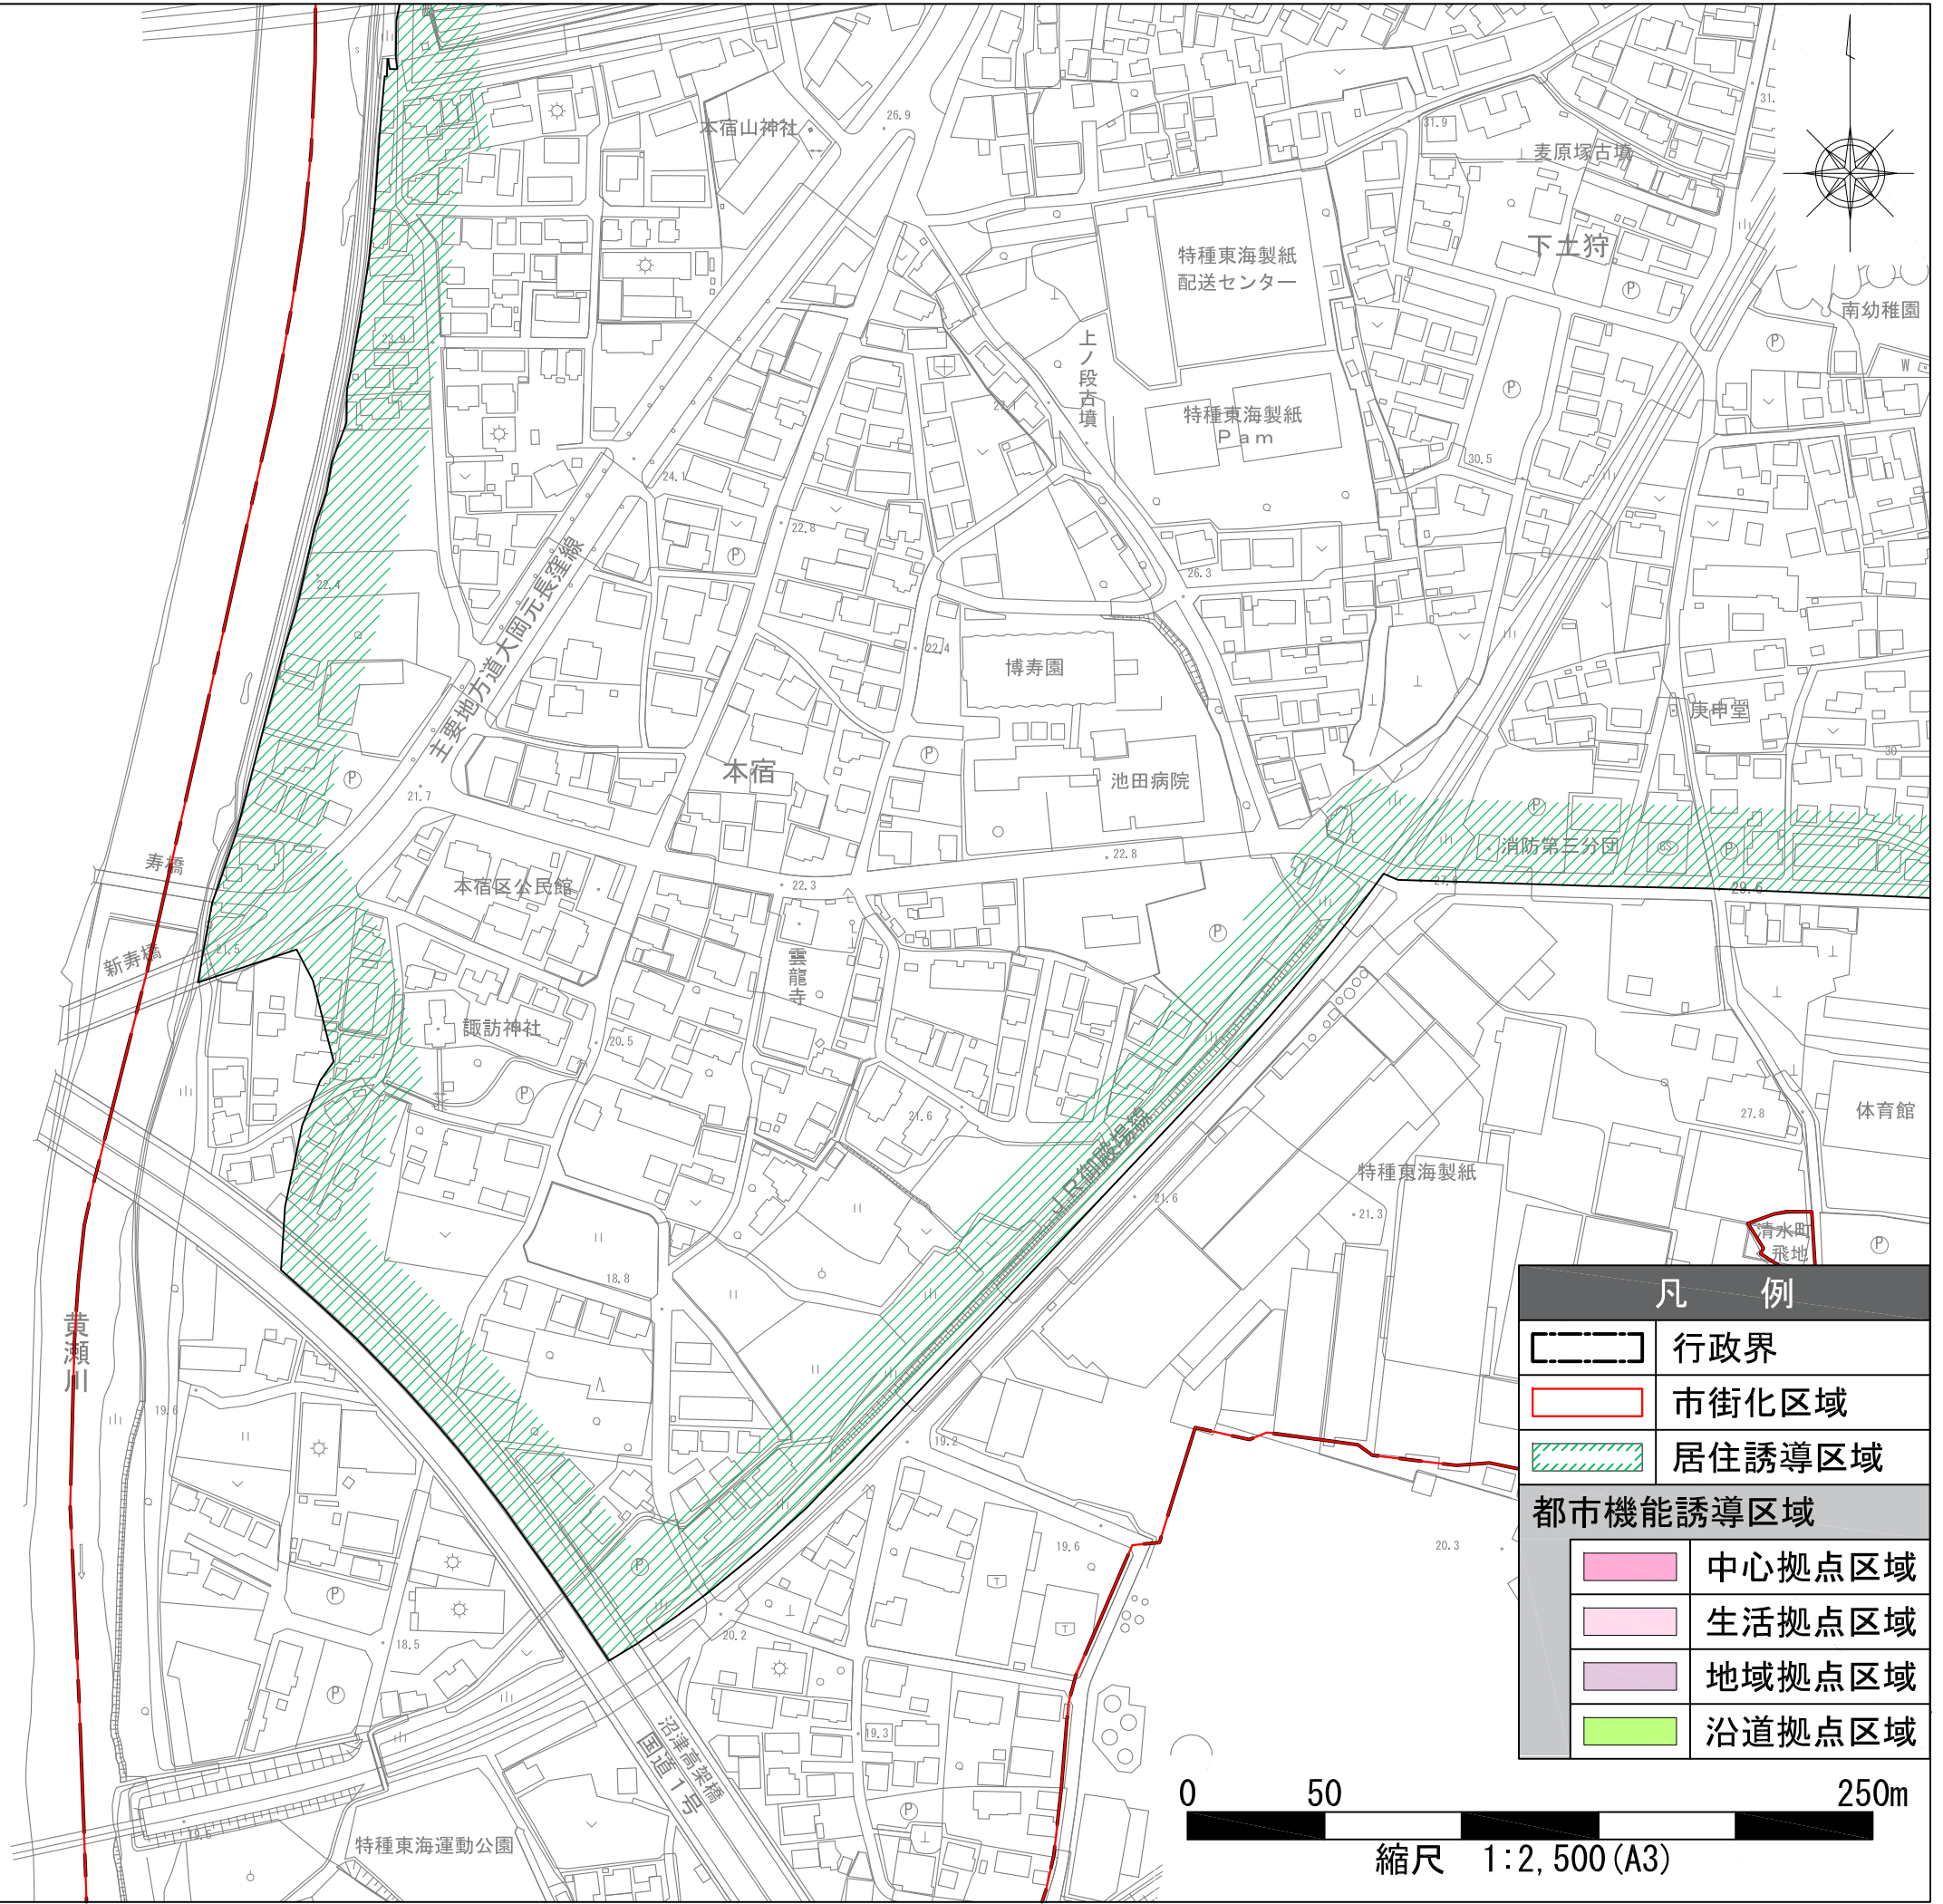 本宿山神社
26.9
31.9
31.
麦原塚古墳
下土狩
特種東海製紙
配送センター
南幼稚園
W
23.9
上ノ段古墳
27.1
特種東海製紙
Pam
P
P
P
30.5
24.1
22.8
P
22.4
主要地方道大岡元長窪線
26.3
22.4
博寿園
庚申堂
30
P
本宿
P
池田病院
21.7
P
消防第三分団
GS
P
寿橋
本宿区公民館
22.3
22.8
27.8
29.6
新寿橋
21.5
雲龍寺
P
諏訪神社
20.5
P
21.6
27.8
体育館
JR御殿場線
特種東海製紙
21.6
21.3
清水町
飛地
P
18.8
黄瀬川
19.6
19.2
19.6
T
T
20.3
P
P
18.5
20.2
P
19.3
沼津高架橋
国道1号
P
19.6
特種東海運動公園
凡 例
行政界
市街化区域
居住誘導区域
都市機能誘導区域
中心拠点区域
生活拠点区域
地域拠点区域
沿道拠点区域
0 50 250m
縮尺 1:2,500(A3)